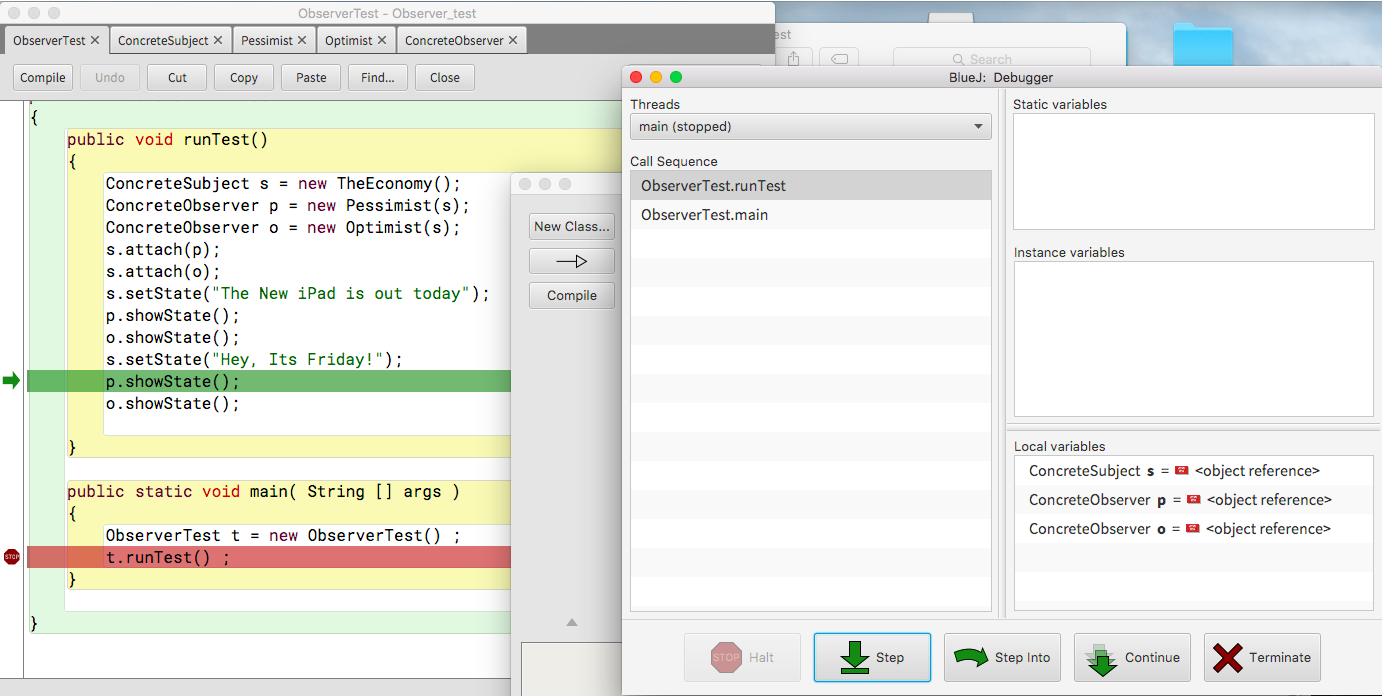 ObserverTest - Observer_test
ObserverTest ✕ ConcreteSubject ✕ Pessimist ✕ Optimist ✕ ConcreteObserver ✕
Compile Undo Cut Copy Paste Find... Close
{
public void runTest()
{
ConcreteSubject s = new TheEconomy();
ConcreteObserver p = new Pessimist(s);
ConcreteObserver o = new Optimist(s);
s.attach(p);
s.attach(o);
s.setState("The New iPad is out today");
p.showState();
o.showState();
s.setState("Hey, Its Friday!");
p.showState();
o.showState();
}
public static void main( String [] args )
{
ObserverTest t = new ObserverTest() ;
STOP
t.runTest() ;
}
}
New Class...
Compile
est
Search
BlueJ: Debugger
Threads
main (stopped)
Call Sequence
ObserverTest.runTest
ObserverTest.main
Static variables
Instance variables
Local variables
ConcreteSubject s = <object reference>
ConcreteObserver p = <object reference>
ConcreteObserver o = <object reference>
STOP Halt Step Step Into Continue Terminate